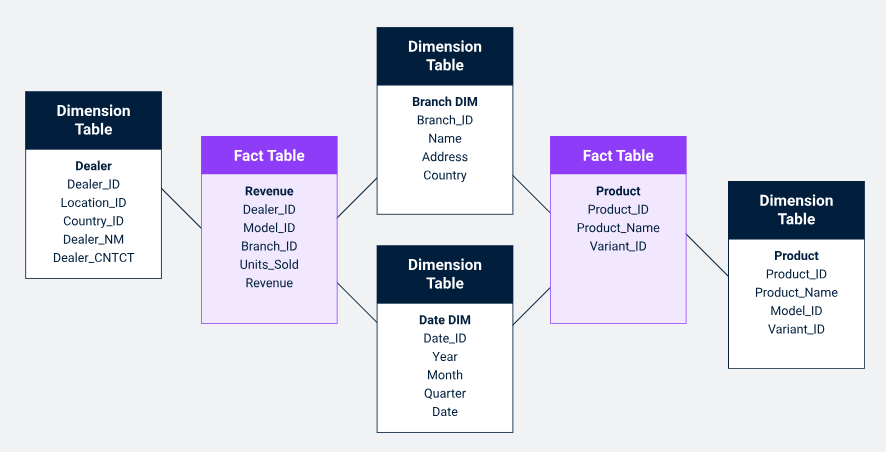 Dimension
Table
Dealer
Dealer_ID
Location_ID
Country_ID
Dealer_NM
Dealer_CNTCT
Fact Table
Revenue
Dealer_ID
Model_ID
Branch_ID
Units_Sold
Revenue
Dimension
Table
Branch DIM
Branch_ID
Name
Address
Country
Dimension
Table
Date DIM
Date_ID
Year
Month
Quarter
Date
Fact Table
Product
Product_ID
Product_Name
Variant_ID
Dimension
Table
Product
Product_ID
Product_Name
Model_ID
Variant_ID